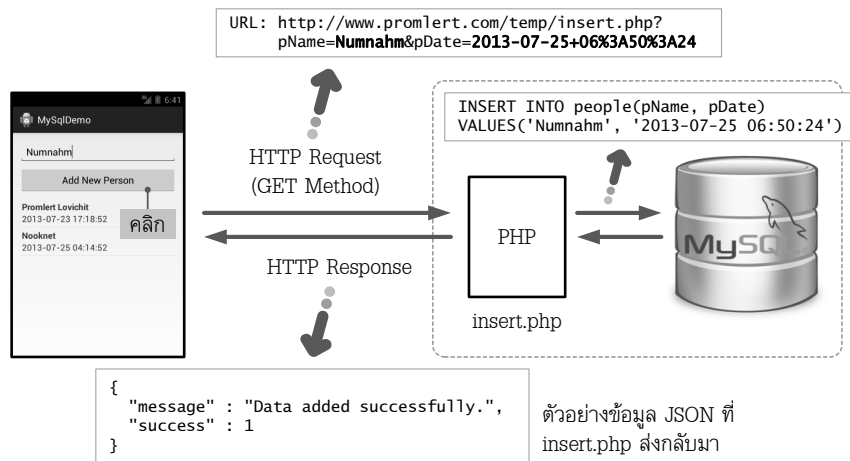 URL: http://www.promlert.com/temp/insert.php?
pName=Numnahm&pDate=2013-07-25+06%3A50%3A24
6:41
MySqlDemo
Numnahm
Add New Person
Promlert Lovichit
2013-07-23 17:18:52
คลิก
Nooknet
2013-07-25 04:14:52
HTTP Request
(GET Method)
HTTP Response
INSERT INTO people(pName, pDate)
VALUES('Numnahm', '2013-07-25 06:50:24')
PHP
insert.php
MySQL
{
"message" : "Data added successfully.",
"success" : 1
}
ตัวอย่างข้อมูล JSON ที่
insert.php ส่งกลับมา